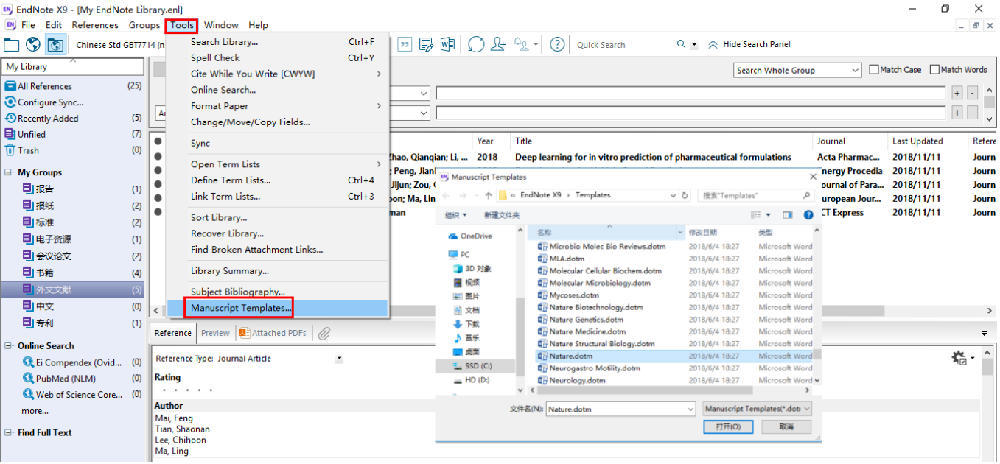 EndNote X9 - [My EndNote Library.enl]
File Edit References Groups Tools Window Help
Chinese Std GBT7714 (n
Quick Search
Hide Search Panel
Search Library... Ctrl+F
Spell Check Ctrl+Y
Cite While You Write [CWYW]
Online Search...
Format Paper
Change/Move/Copy Fields...
Sync
Open Term Lists
Define Term Lists... Ctrl+4
Link Term Lists... Ctrl+3
Sort Library...
Recover Library...
Find Broken Attachment Links...
Library Summary...
Subject Bibliography...
Manuscript Templates...
My Library
All References (25)
Configure Sync...
Recently Added (5)
Unfiled (7)
Trash (0)
My Groups
报告 (1)
报纸 (2)
标准 (2)
电子资源 (1)
会议论文 (2)
书籍 (4)
外文文献 (5)
中文 (0)
专利 (1)
Online Search
Ei Compendex (Ovid... (0)
PubMed (NLM) (0)
Web of Science Core... (0)
more...
Find Full Text
Search Whole Group
Match Case
Match Words
Year Title Journal Last Updated Refere
Zhao, Qianqian; Li, ... 2018 Deep learning for in vitro prediction of pharmaceutical formulations Acta Pharmac... 2018/11/11 Journ
; Peng, Jianl nergy Procedia 2018/11/11 Journ
Jijun; Zou, ournal of Para... 2018/11/11 Journ
oon; Ma, Lin uropean Jour... 2018/11/11 Journ
man CT Express 2018/11/11 Journ
Manuscript Templates
« EndNote X9 › Templates
搜索"Templates"
组织
新建文件夹
OneDrive
PC
3D 对象
视频
图片
文档
下载
音乐
桌面
SSD (C:)
HD (D:)
名称 修改日期 类型
Microbio Molec Bio Reviews.dotm 2018/6/4 18:27 Microsoft Word
MLA.dotm 2018/6/4 18:27 Microsoft Word
Molecular Cellular Biochem.dotm 2018/6/4 18:27 Microsoft Word
Molecular Microbiology.dotm 2018/6/4 18:27 Microsoft Word
Mycoses.dotm 2018/6/4 18:27 Microsoft Word
Nature Biotechnology.dotm 2018/6/4 18:27 Microsoft Word
Nature Genetics.dotm 2018/6/4 18:27 Microsoft Word
Nature Medicine.dotm 2018/6/4 18:27 Microsoft Word
Nature Structural Biology.dotm 2018/6/4 18:27 Microsoft Word
Nature.dotm 2018/6/4 18:27 Microsoft Word
Neurogastro Motility.dotm 2018/6/4 18:27 Microsoft Word
Neurology.dotm 2018/6/4 18:27 Microsoft Word
文件名(N): Nature.dotm
Manuscript Templates(*.dotr
打开(O)
取消
Reference Preview Attached PDFs
Reference Type: Journal Article
Rating
Author
Mai, Feng
Tian, Shaonan
Lee, Chihoon
Ma, Ling